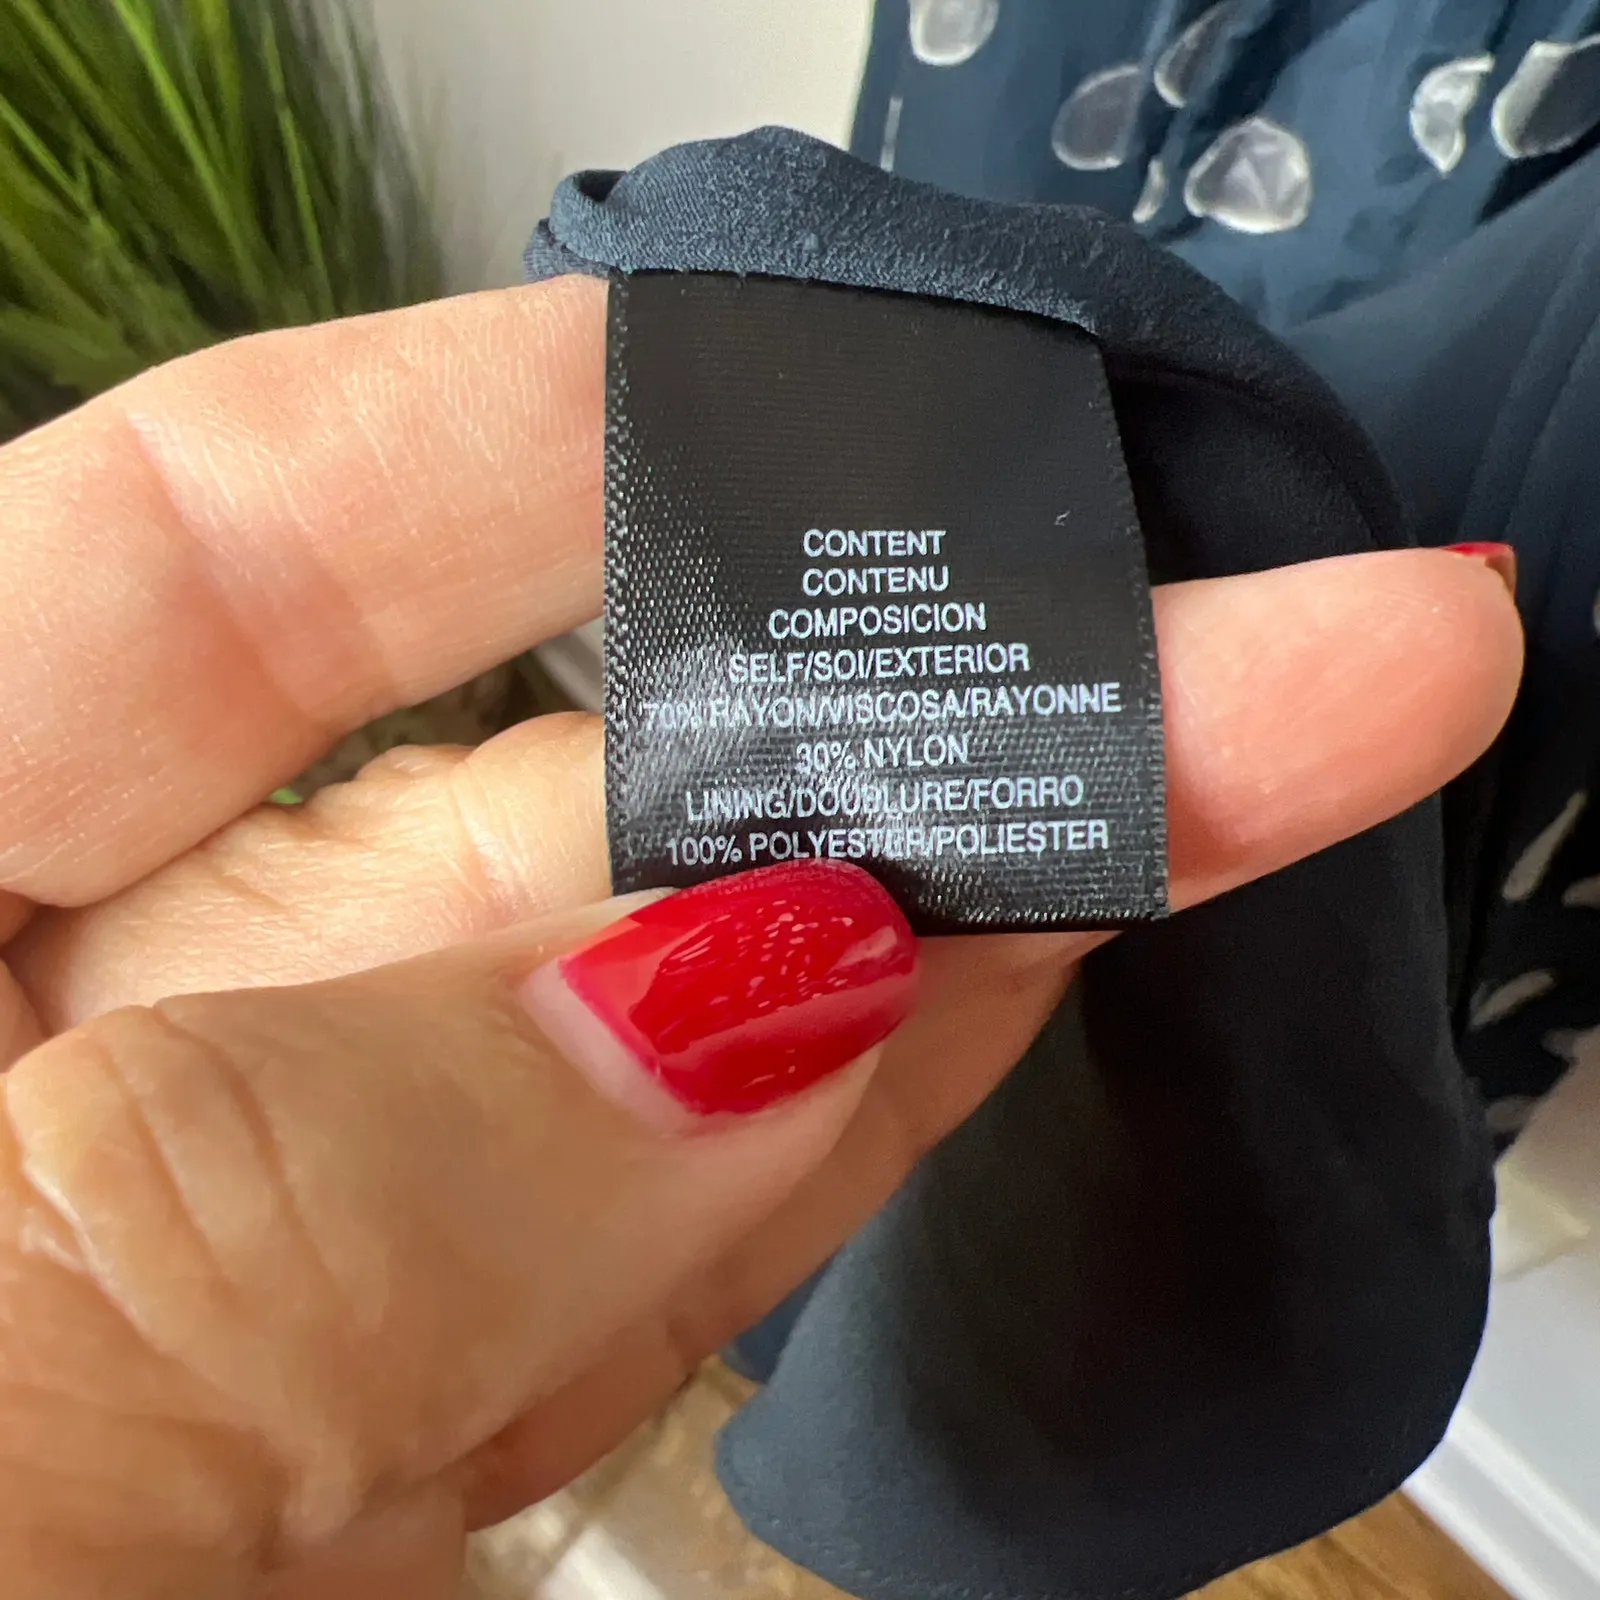 CONTENT
CONTENU
COMPOSICION
SELF/SOI/EXTERIOR
70% RAYON/VISCOSA/RAYONNE
30% NYLON
LINING/DOUBLURE/FORRO
100% POLYESTER/POLIESTER